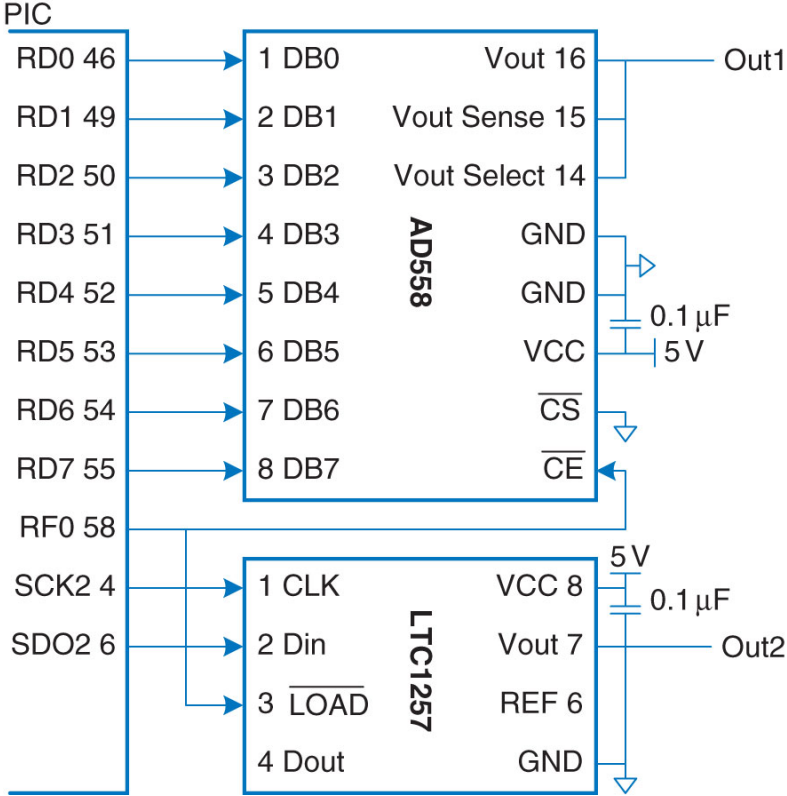 PIC
RD0 46
1 DB0
Vout 16
Out1
RD1 49
2 DB1
Vout Sense 15
RD2 50
3 DB2
Vout Select 14
RD3 51
4 DB3
GND
AD558
RD4 52
5 DB4
GND
0.1 μF
RD5 53
6 DB5
VCC
5 V
RD6 54
7 DB6
CS
RD7 55
8 DB7
CE
RF0 58
5 V
SCK2 4
1 CLK
VCC 8
0.1 μF
SDO2 6
2 Din
Vout 7
Out2
LTC1257
3 LOAD
REF 6
4 Dout
GND